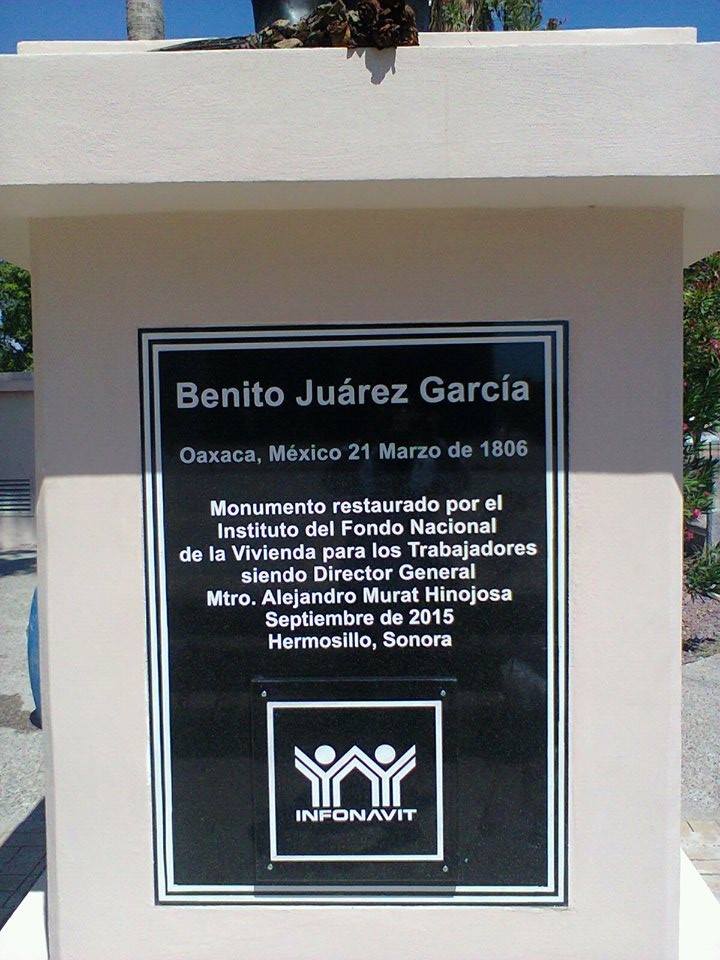 Benito Juárez García
Oaxaca, México 21 Marzo de 1806
Monumento restaurado por el
Instituto del Fondo Nacional
de la Vivienda para los Trabajadores
siendo Director General
Mtro. Alejandro Murat Hinojosa
Septiembre de 2015
Hermosillo, Sonora
INFONAVIT